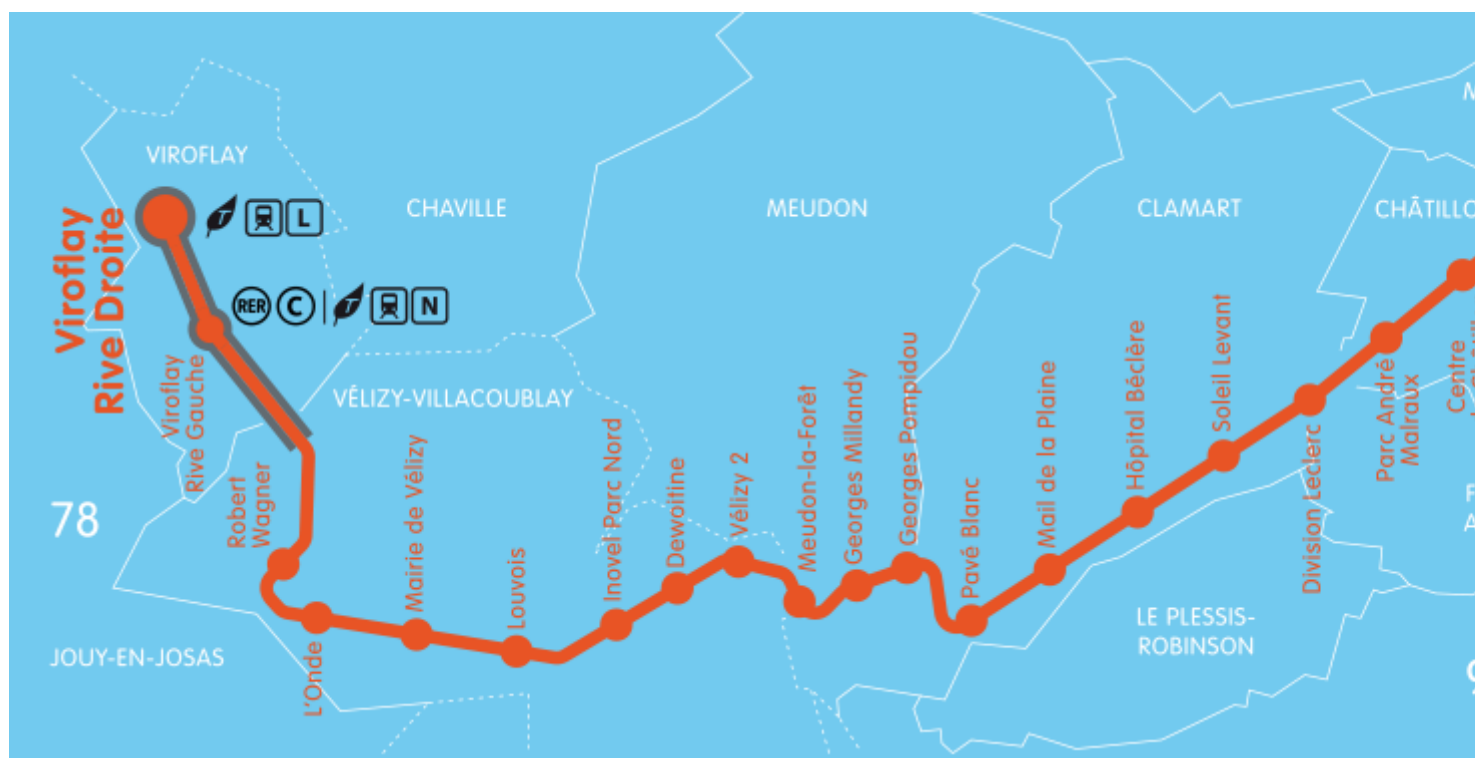 VIROFLAY
Viroflay
Rive Droite
T
L
CHAVILLE
MEUDON
CLAMART
RER
C
T
N
Viroflay
Rive Gauche
VÉLIZY-VILLACOUBLAY
78
Robert
Wagner
L'Onde
Mairie de Vélizy
Louvois
Inovel Parc Nord
Dewoitine
Vélizy 2
Meudon-la-Forêt
Georges Millandy
Georges Pompidou
Pavé Blanc
Mail de la Plaine
Hôpital Béclère
Soleil Levant
Division Leclerc
Parc André
Malraux
Centre
JOUY-EN-JOSAS
LE PLESSIS-
ROBINSON